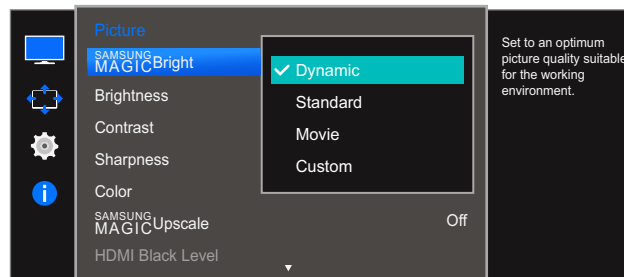 Picture
SAMSUNG
MAGICBright
Dynamic
Standard
Movie
Custom
Brightness
Contrast
Sharpness
Color
SAMSUNG
MAGICUpscale
Off
HDMI Black Level
Set to an optimum
picture quality suitable
for the working
environment.